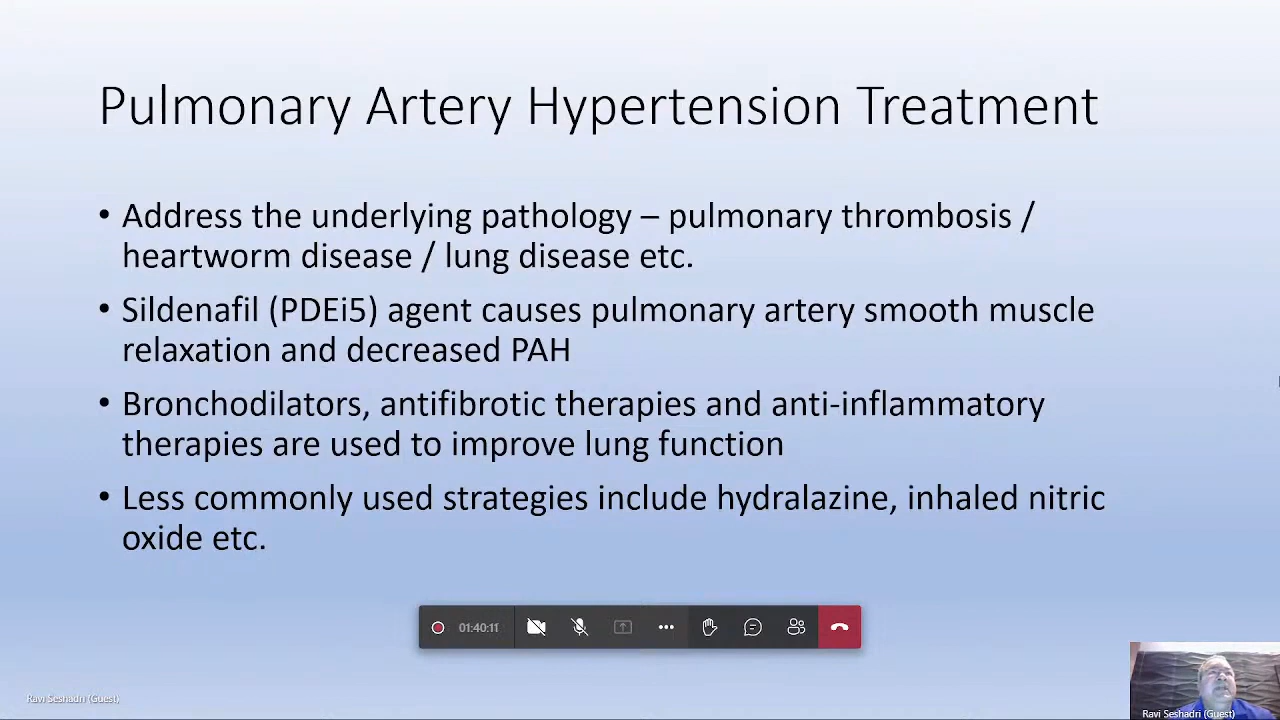 Pulmonary Artery Hypertension Treatment
• Address the underlying pathology – pulmonary thrombosis /
heartworm disease / lung disease etc.
• Sildenafil (PDEi5) agent causes pulmonary artery smooth muscle
relaxation and decreased PAH
• Bronchodilators, antifibrotic therapies and anti-inflammatory
therapies are used to improve lung function
• Less commonly used strategies include hydralazine, inhaled nitric
oxide etc.
01:40:11
Ravi Seshadri (Guest)
Ravi Seshadri (Guest)